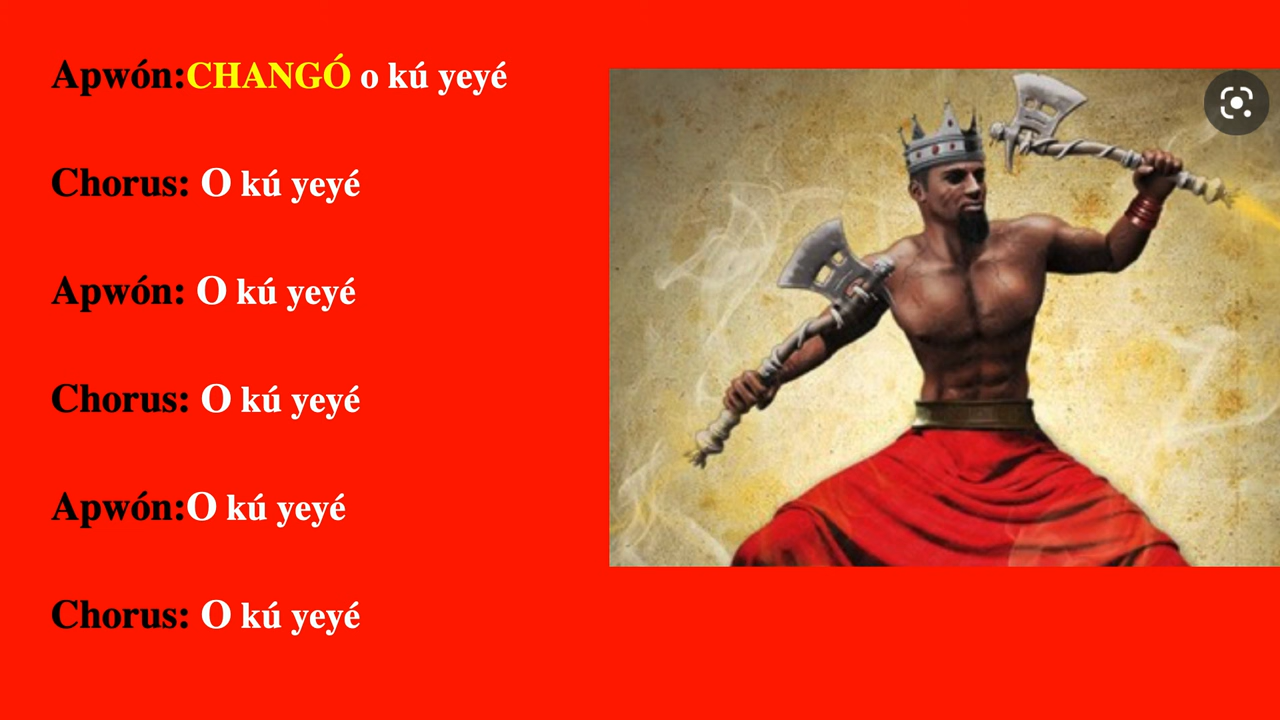 Apwón:CHANGÓ o kú yeyé
Chorus: O kú yeyé
Apwón: O kú yeyé
Chorus: O kú yeyé
Apwón:O kú yeyé
Chorus: O kú yeyé